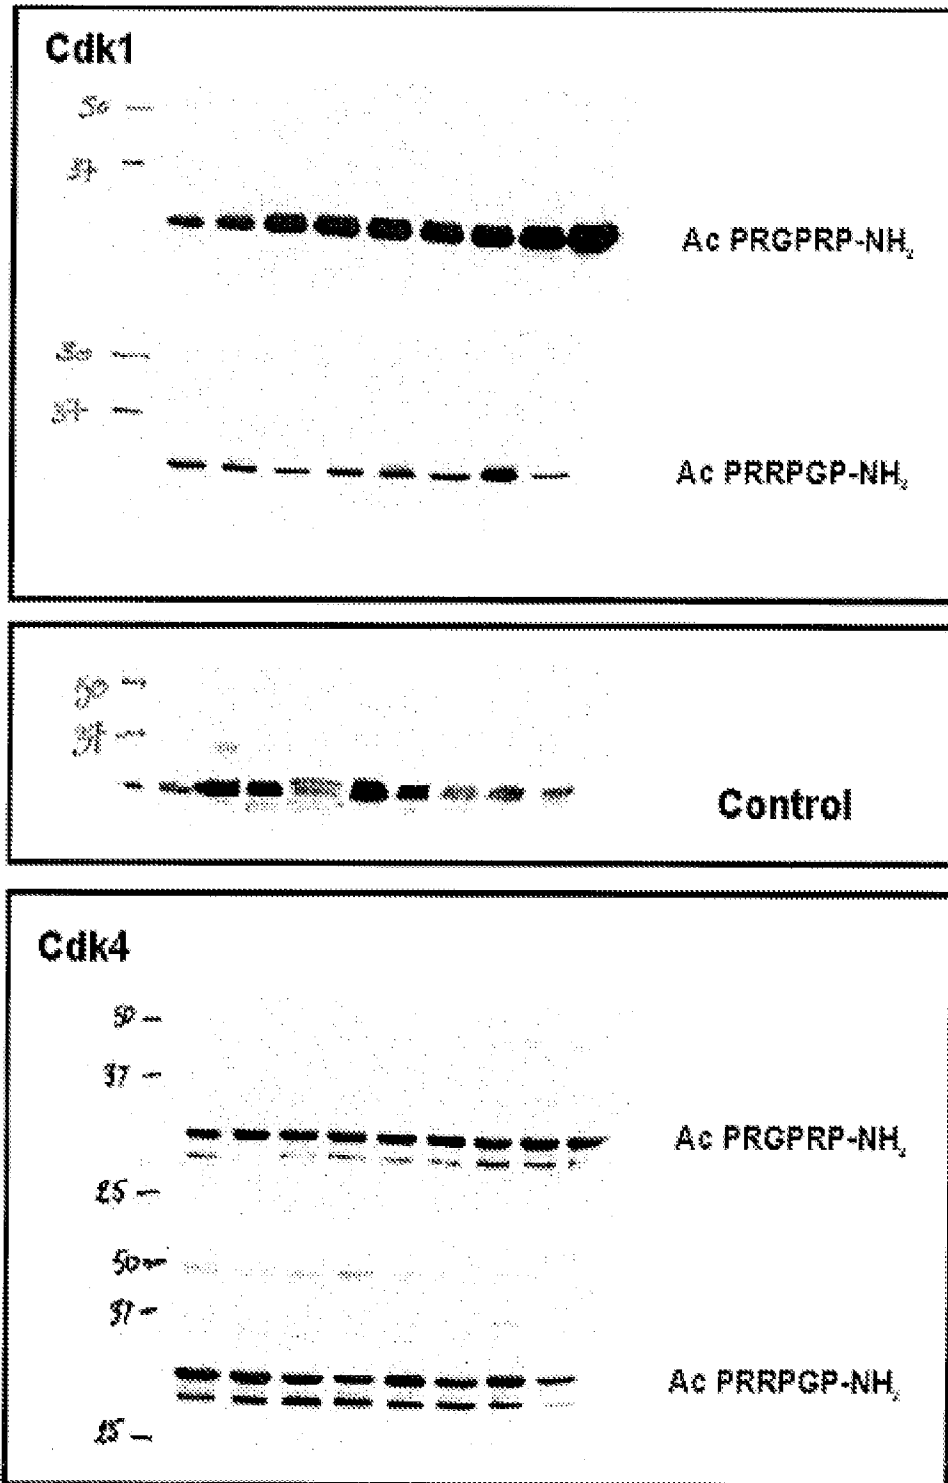 Cdk1
50
37
Ac PRGPRP-NH₂
50
37
Ac PRRPGP-NH₂
50
37
Control
Cdk4
50
37
Ac PRGPRP-NH₂
25
50
37
Ac PRRPGP-NH₂
25